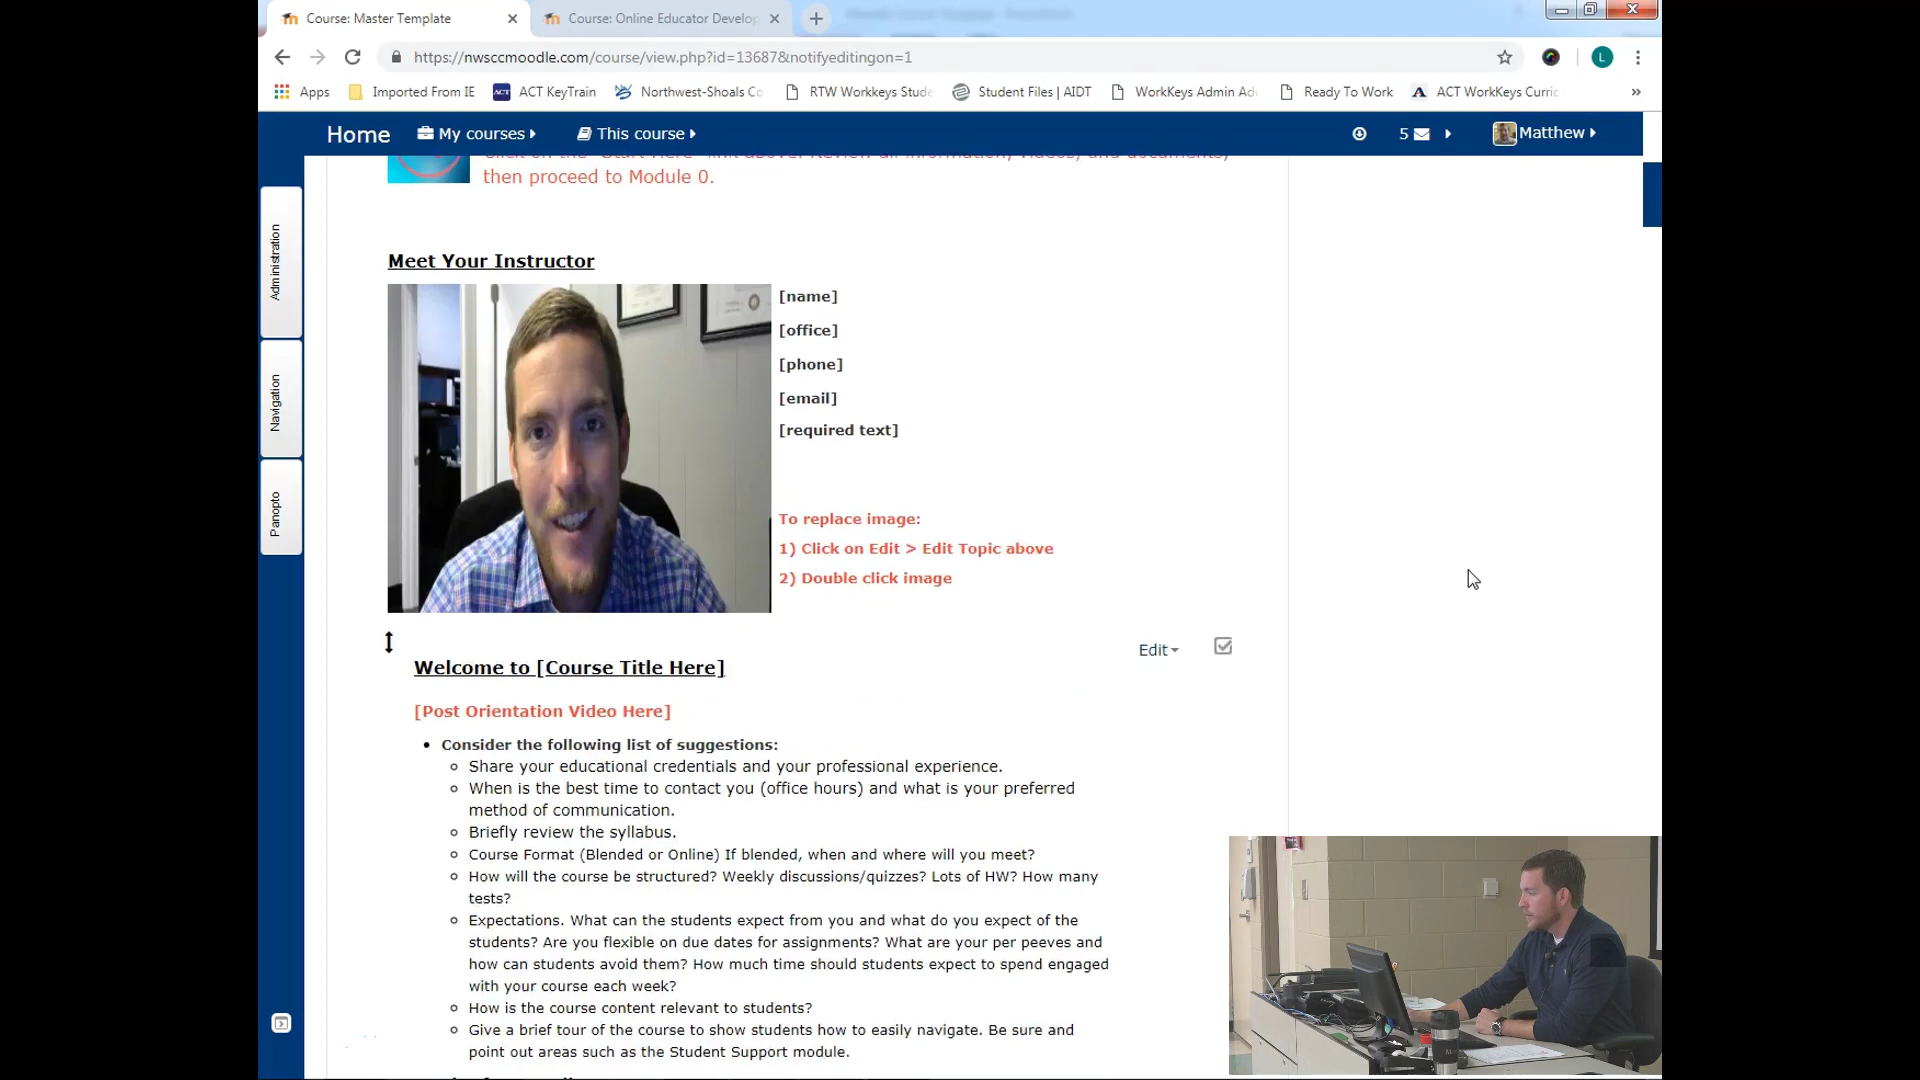 Course: Master Template
Course: Online Educator Develop
https://nwsccmoodle.com/course/view.php?id=13687&notifyeditingon=1
L
Apps
Imported From IE
ACT
ACT KeyTrain
Northwest-Shoals Co
RTW Workkeys Stude
Student Files | AIDT
WorkKeys Admin Ad
Ready To Work
A
ACT WorkKeys Curric
»
Home
My courses
This course
5
Matthew
then proceed to Module 0.
Administration
Navigation
Panopto
Meet Your Instructor
[name]
[office]
[phone]
[email]
[required text]
To replace image:
1) Click on Edit > Edit Topic above
2) Double click image
Edit
Welcome to [Course Title Here]
[Post Orientation Video Here]
• Consider the following list of suggestions:
Share your educational credentials and your professional experience.
When is the best time to contact you (office hours) and what is your preferred
method of communication.
Briefly review the syllabus.
Course Format (Blended or Online) If blended, when and where will you meet?
How will the course be structured? Weekly discussions/quizzes? Lots of HW? How many
tests?
Expectations. What can the students expect from you and what do you expect of the
students? Are you flexible on due dates for assignments? What are your per peeves and
how can students avoid them? How much time should students expect to spend engaged
with your course each week?
How is the course content relevant to students?
Give a brief tour of the course to show students how to easily navigate. Be sure and
point out areas such as the Student Support module.